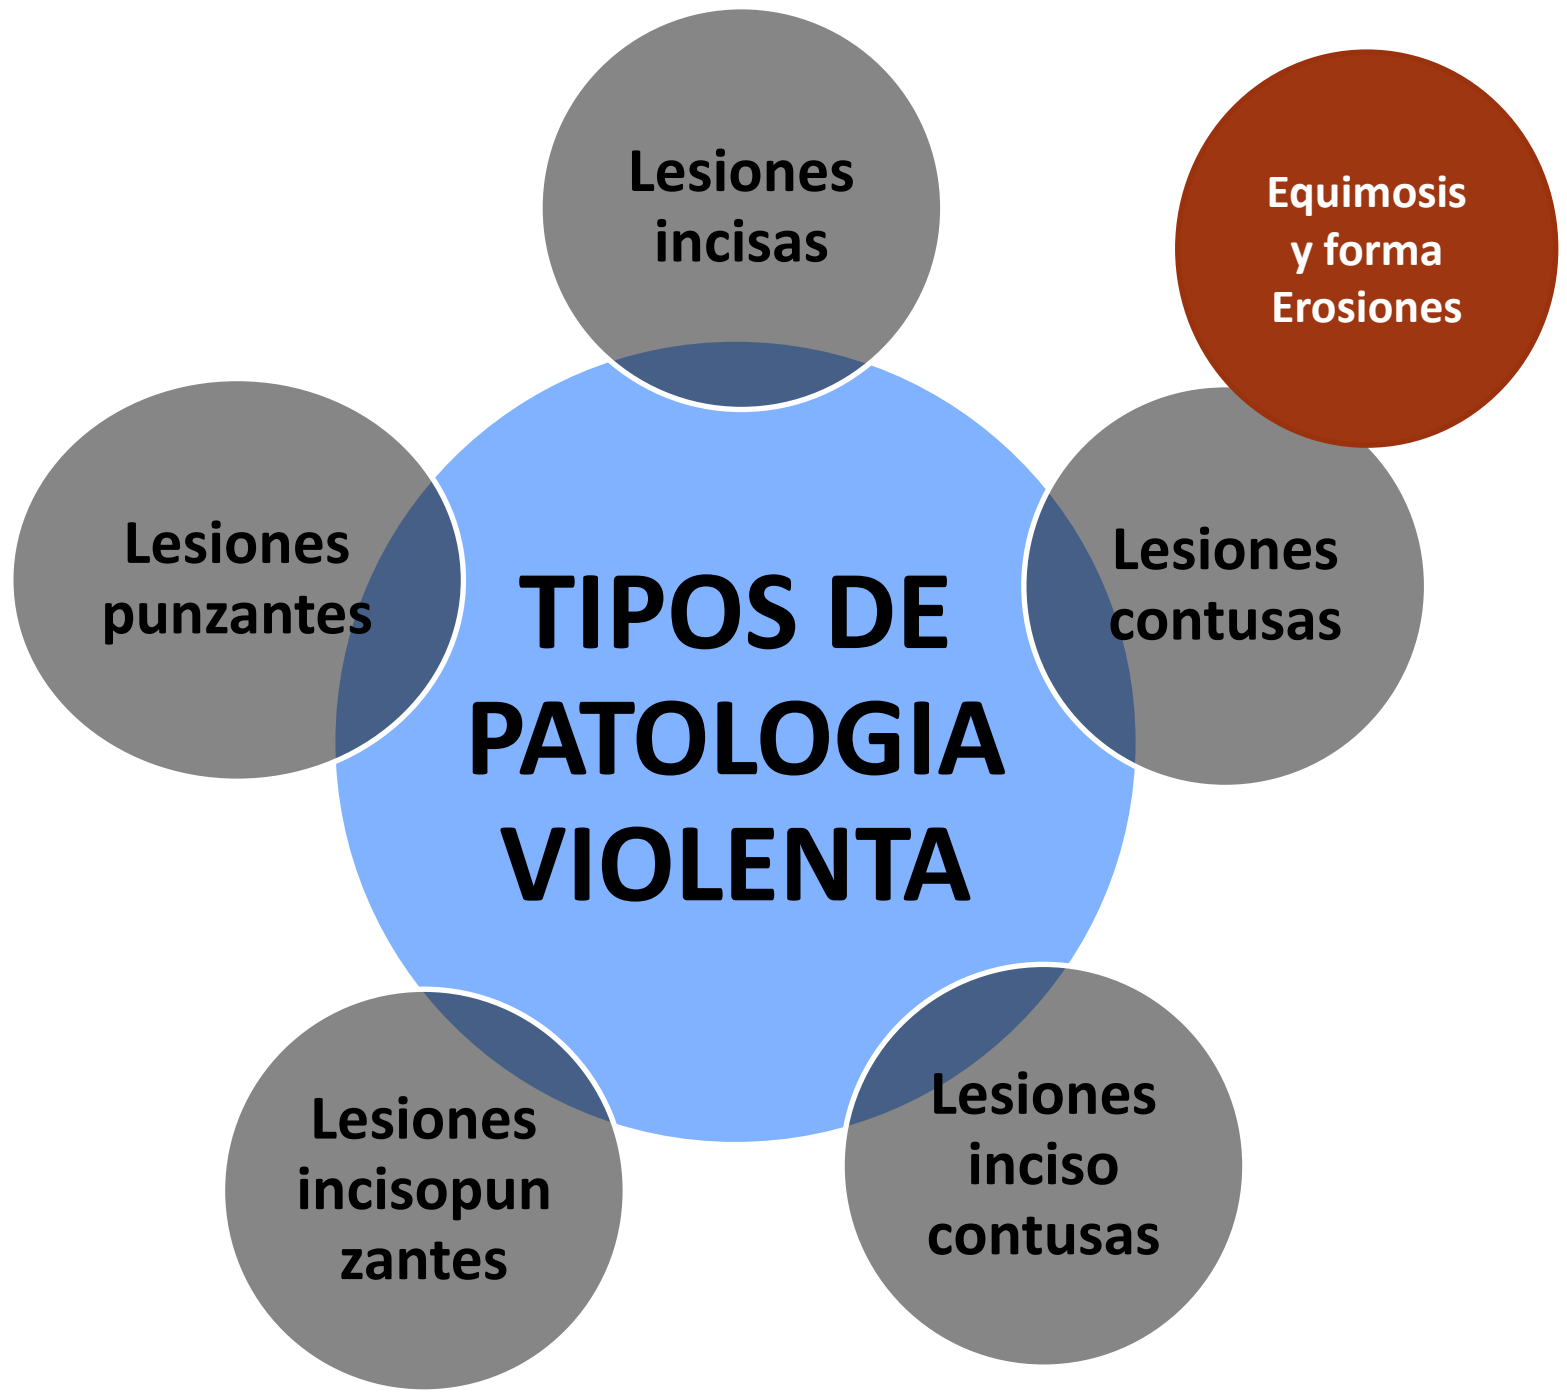 Lesiones
incisas
Equimosis
y forma
Erosiones
Lesiones
punzantes
Lesiones
contusas
TIPOS DE
PATOLOGIA
VIOLENTA
Lesiones
incisopun
zantes
Lesiones
inciso
contusas